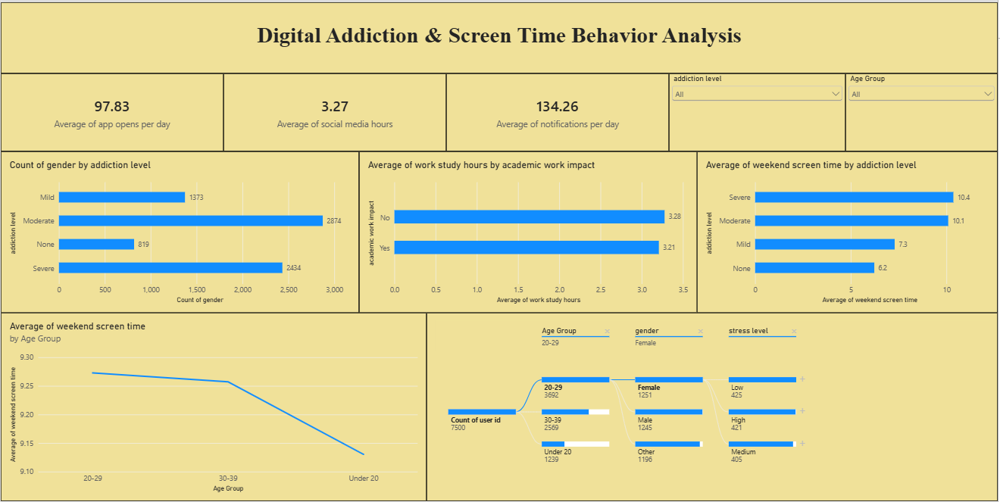 Digital Addiction & Screen Time Behavior Analysis
97.83
Average of app opens per day
3.27
Average of social media hours
134.26
Average of notifications per day
addiction level
All
Age Group
All
Count of gender by addiction level
addiction level
Mild
1373
Moderate
2874
None
819
Severe
2434
0 500 1,000 1,500 2,000 2,500 3,000
Count of gender
Average of work study hours by academic work impact
academic work impact
No
3.28
Yes
3.21
0.0 0.5 1.0 1.5 2.0 2.5 3.0 3.5
Average of work study hours
Average of weekend screen time by addiction level
addiction level
Severe
10.4
Moderate
10.1
Mild
7.3
None
6.2
0 5 10
Average of weekend screen time
Average of weekend screen time
by Age Group
Average of weekend screen time
9.30
9.25
9.20
9.15
9.10
20-29 30-39 Under 20
Age Group
Age Group
20-29
gender
Female
stress level
Count of user id
7500
20-29
3692
30-39
2569
Under 20
1239
Female
1251
Male
1245
Other
1196
Low
425
High
421
Medium
405